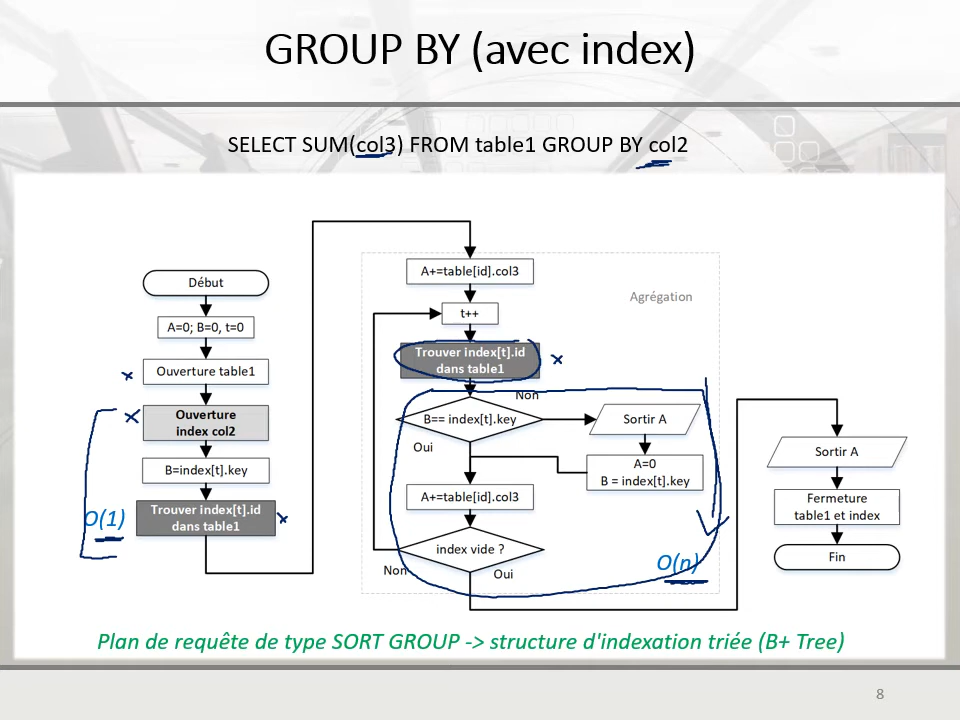 GROUP BY (avec index)
SELECT SUM(col3) FROM table1 GROUP BY col2
Début
A=0; B=0, t=0
Ouverture table1
Ouverture
index col2
B=index[t].key
Trouver index[t].id
dans table1
O(1)
Agrégation
A+=table[id].col3
t++
Trouver index[t].id
dans table1
Non
B== index[t].key
Oui
Sortir A
A=0
B = index[t].key
A+=table[id].col3
index vide ?
Non
Oui
O(n)
Sortir A
Fermeture
table1 et index
Fin
Plan de requête de type SORT GROUP -> structure d'indexation triée (B+ Tree)
8